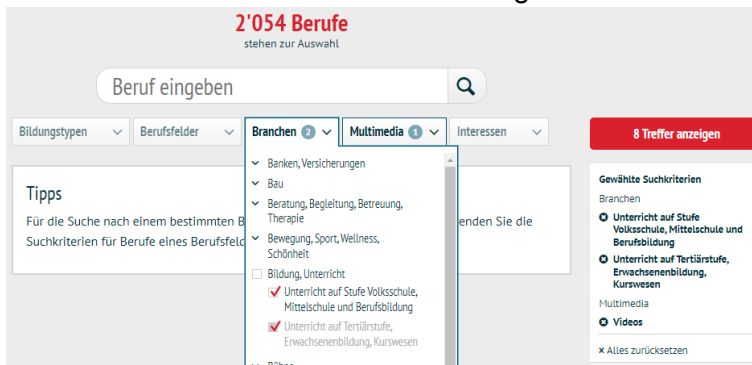 2'054 Berufe
stehen zur Auswahl
Beruf eingeben
Bildungstypen
Berufsfelder
Branchen 2
Multimedia 1
Interessen
8 Treffer anzeigen
Tipps
Für die Suche nach einem bestimmten B
enden Sie die
Suchkriterien für Berufe eines Berufsfeld
Banken, Versicherungen
Bau
Beratung, Begleitung, Betreuung,
Therapie
Bewegung, Sport, Wellness,
Schönheit
Bildung, Unterricht
Unterricht auf Stufe Volksschule,
Mittelschule und Berufsbildung
Unterricht auf Tertiärstufe,
Erwachsenenbildung, Kurswesen
Gewählte Suchkriterien
Branchen
Unterricht auf Stufe
Volksschule, Mittelschule und
Berufsbildung
Unterricht auf Tertiärstufe,
Erwachsenenbildung,
Kurswesen
Multimedia
Videos
× Alles zurücksetzen